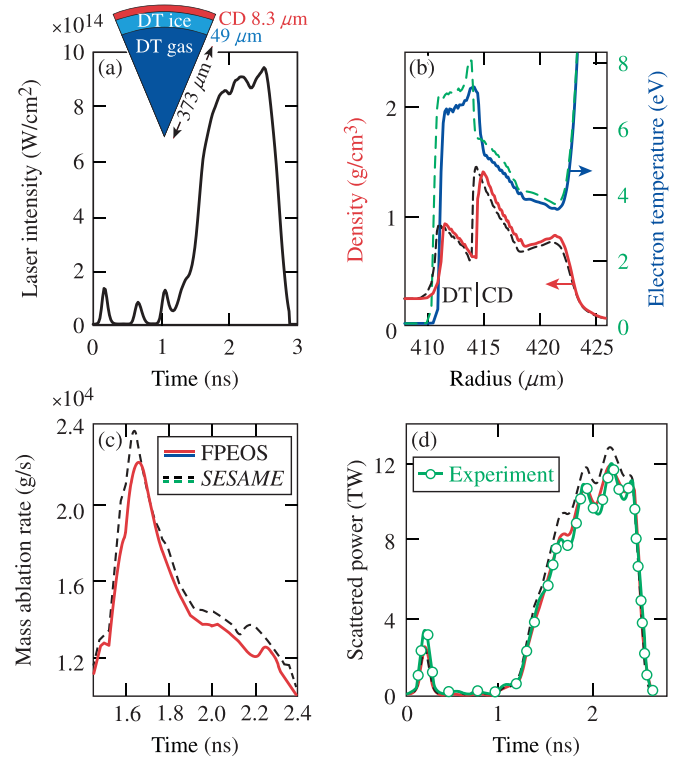 ×10¹⁴
CD 8.3 μm
DT ice
49 μm
DT gas
373 μm
(a)
Laser intensity (W/cm²)
10
8
6
4
2
0
0 1 2 3
Time (ns)
(b)
Density (g/cm³)
2
1
0
8
6
4
2
0
Electron temperature (eV)
DT CD
410 415 420 425
Radius (μm)
×10⁴
(c)
FPEOS
SESAME
Mass ablation rate (g/s)
2.4
2.0
1.6
1.2
1.6 1.8 2.0 2.2 2.4
Time (ns)
(d)
Experiment
Scattered power (TW)
12
8
4
0
0 1 2
Time (ns)